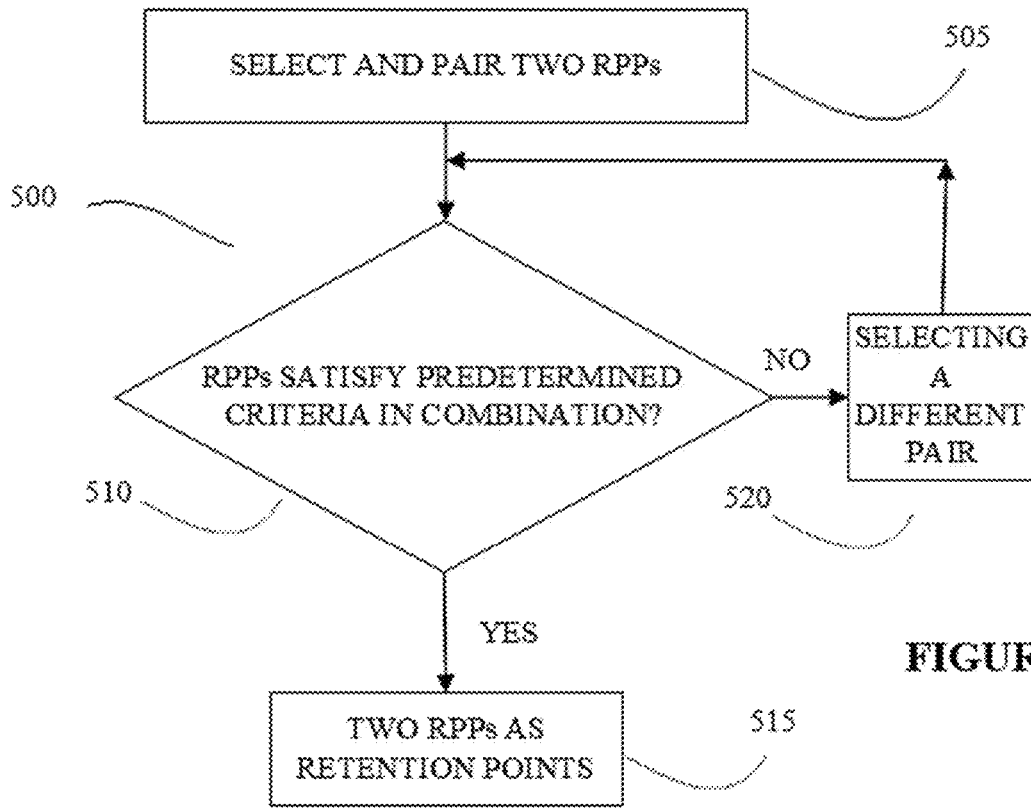 SELECT AND PAIR TWO RPPs
505
500
RPPs SATISFY PREDETERMINED
CRITERIA IN COMBINATION?
NO
SELECTING
A
DIFFERENT
PAIR
510
520
YES
FIGUR
TWO RPPs AS
RETENTION POINTS
515